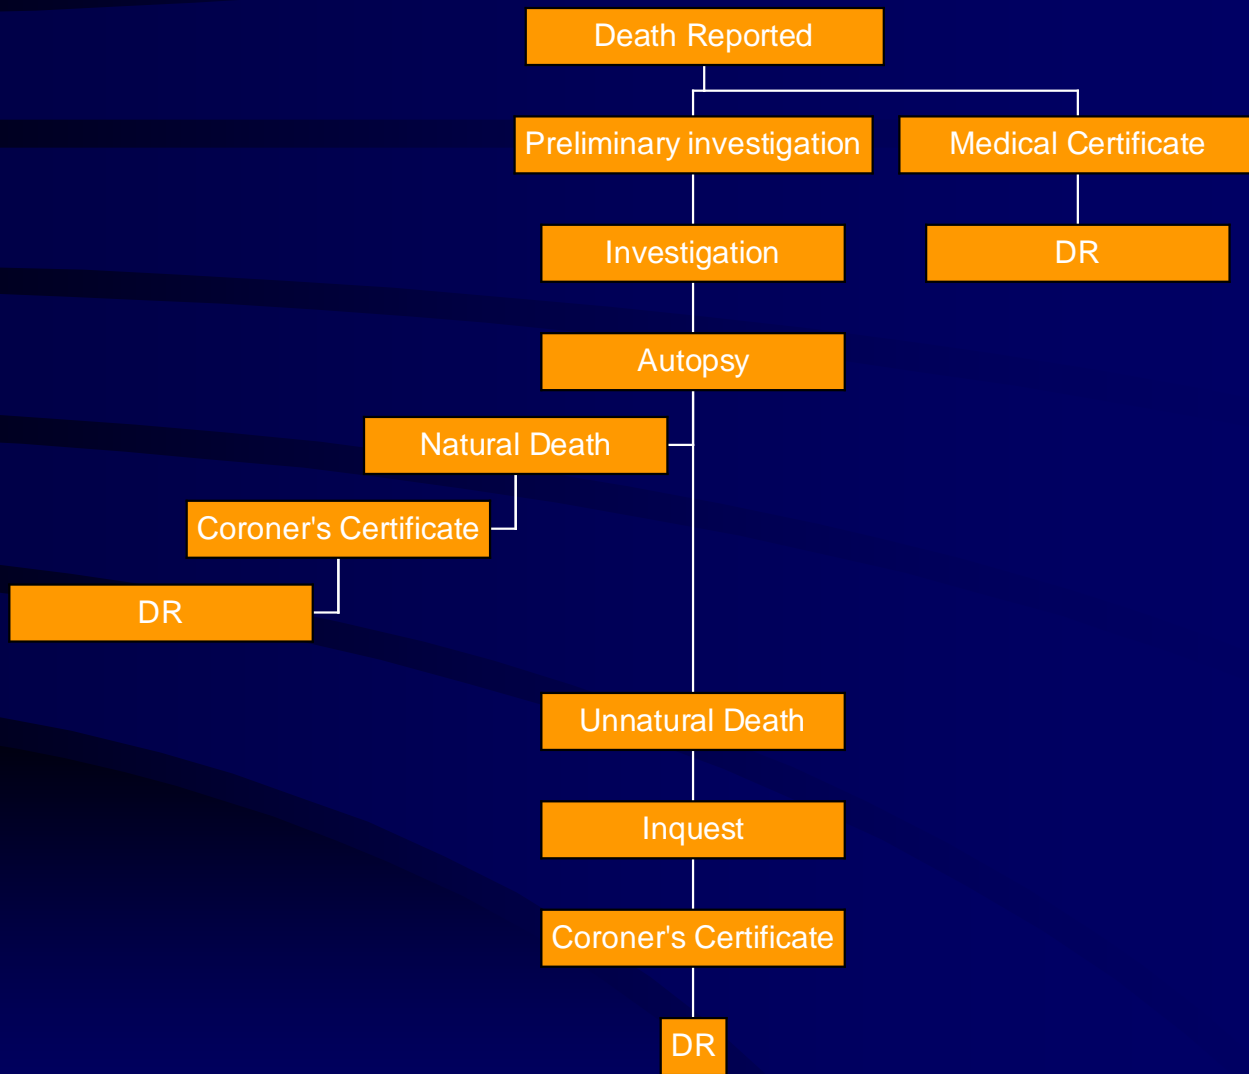 Death Reported
Preliminary investigation
Medical Certificate
Investigation
DR
Autopsy
Natural Death
Coroner's Certificate
DR
Unnatural Death
Inquest
Coroner's Certificate
DR